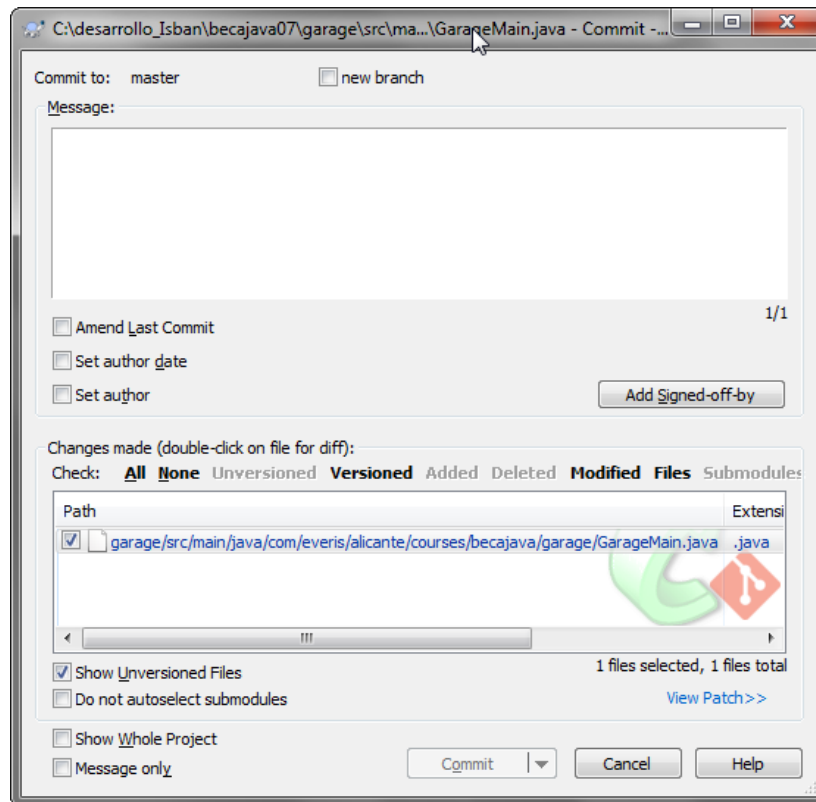 C:\desarrollo_Isban\becajava07\garage\src\ma...\GarageMain.java - Commit -...
Commit to: master new branch
Message:
1/1
Amend Last Commit
Set author date
Set author Add Signed-off-by
Changes made (double-click on file for diff):
Check: All None Unversioned Versioned Added Deleted Modified Files Submodules
Path Extensi
garage/src/main/java/com/everis/alicante/courses/becajava/garage/GarageMain.java .java
Show Unversioned Files 1 files selected, 1 files total
Do not autoselect submodules View Patch>>
Show Whole Project
Message only Commit Cancel Help